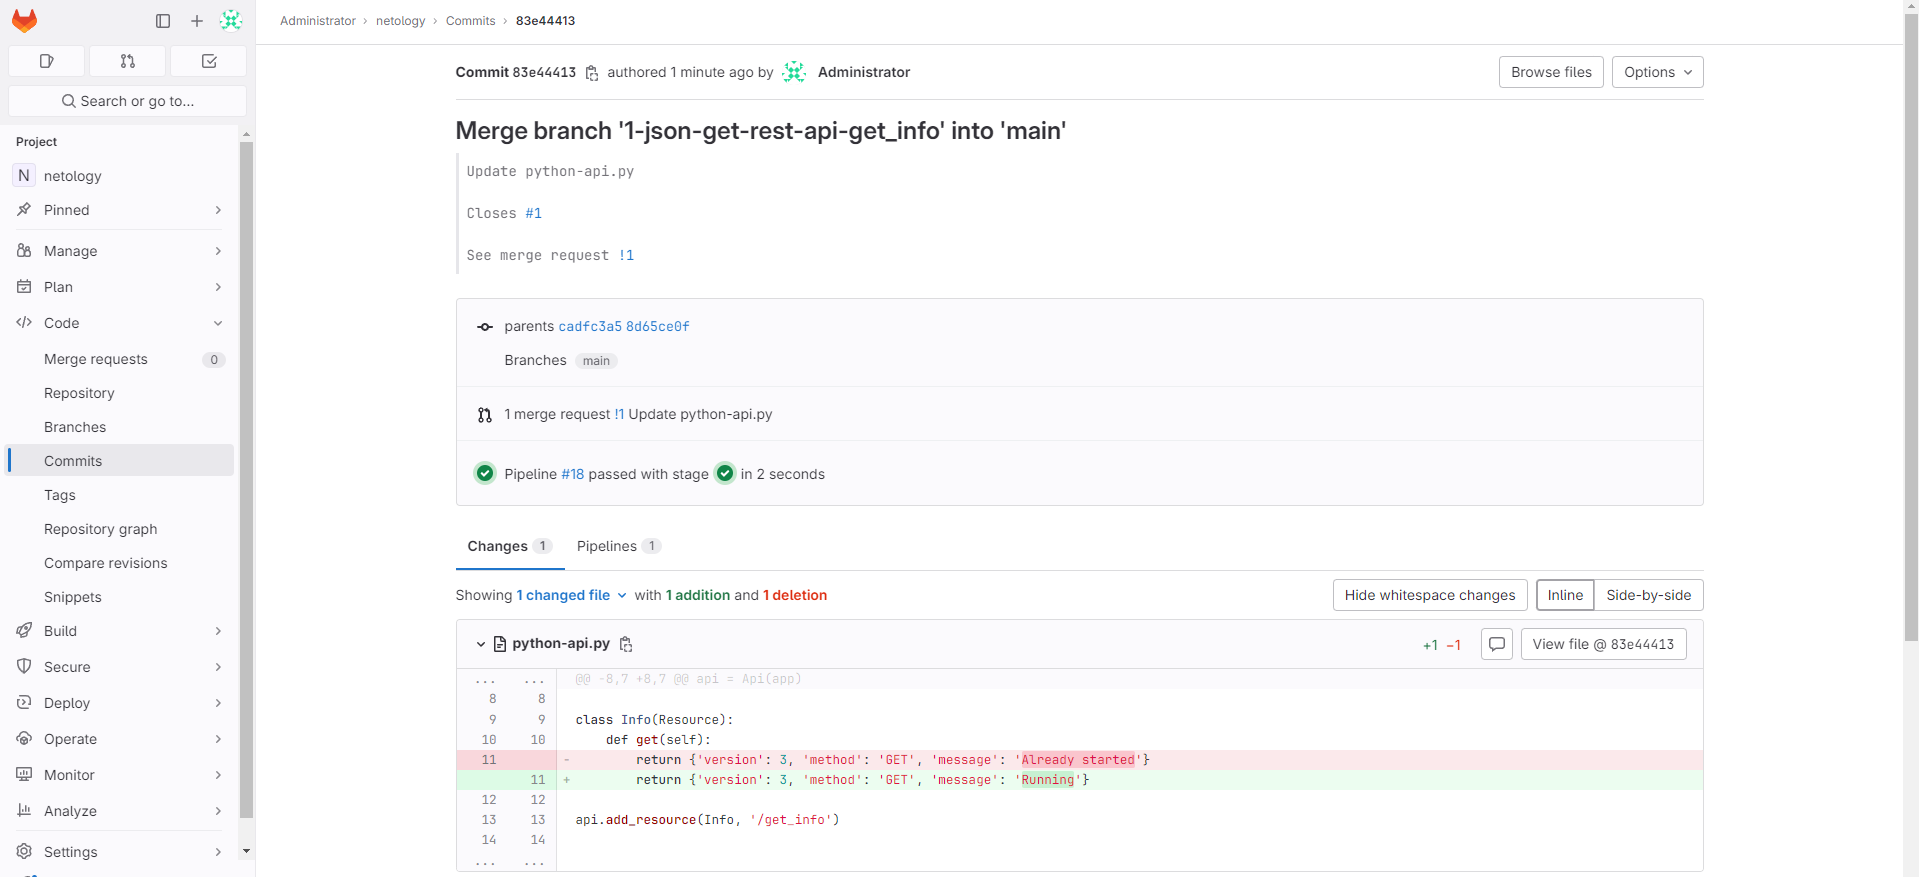 Administrator › netology › Commits › 83e44413
Search or go to...
Project
N netology
Pinned
Manage
Plan
Code
Merge requests 0
Repository
Branches
Commits
Tags
Repository graph
Compare revisions
Snippets
Build
Secure
Deploy
Operate
Monitor
Analyze
Settings
Commit 83e44413 authored 1 minute ago by Administrator
Browse files Options
Merge branch '1-json-get-rest-api-get_info' into 'main'
Update python-api.py
Closes #1
See merge request !1
parents cadfc3a5 8d65ce0f
Branches main
1 merge request !1 Update python-api.py
Pipeline #18 passed with stage in 2 seconds
Changes 1 Pipelines 1
Showing 1 changed file with 1 addition and 1 deletion
Hide whitespace changes Inline Side-by-side
python-api.py +1 −1 View file @ 83e44413
... ... @@ -8,7 +8,7 @@ api = Api(app)
8 8
9 9 class Info(Resource):
10 10 def get(self):
11 - return {'version': 3, 'method': 'GET', 'message': 'Already started'}
11 + return {'version': 3, 'method': 'GET', 'message': 'Running'}
12 12
13 13 api.add_resource(Info, '/get_info')
14 14
... ...